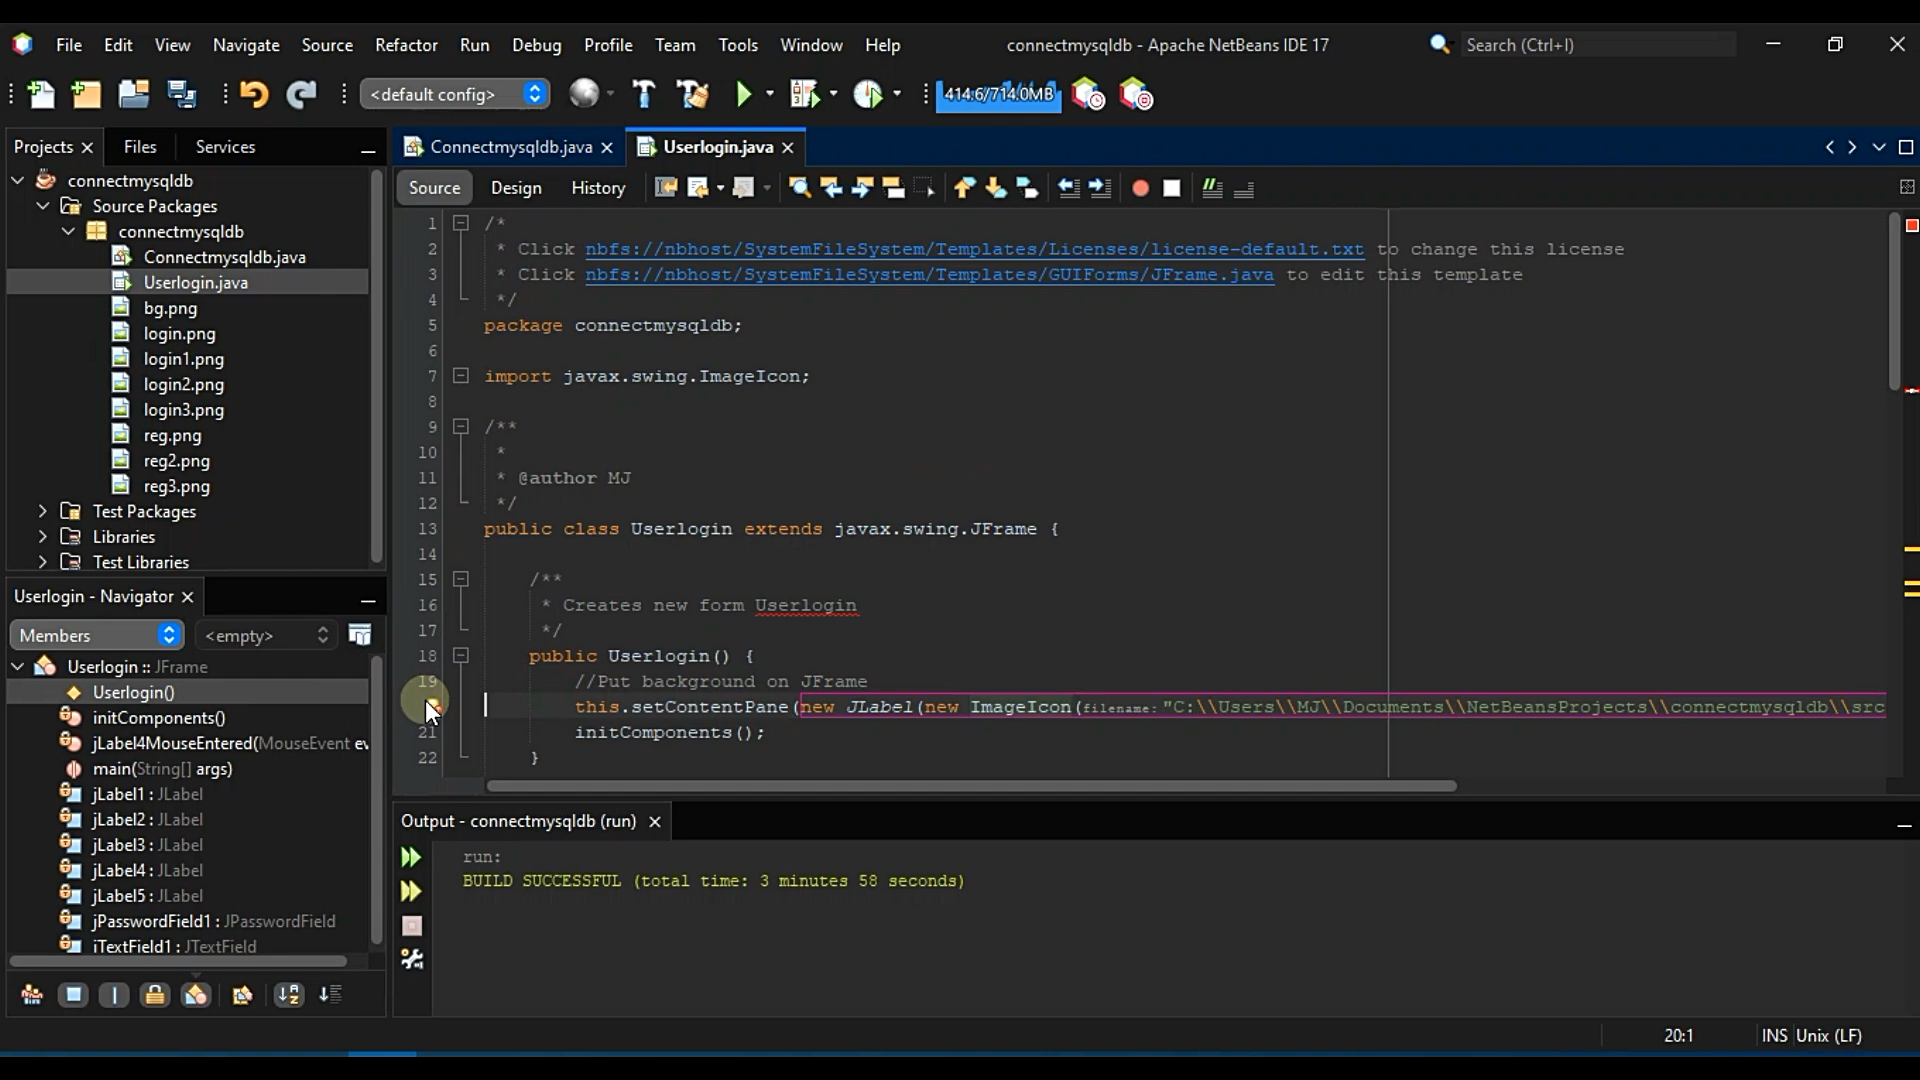 File Edit View Navigate Source Refactor Run Debug Profile Team Tools Window Help connectmysqldb - Apache NetBeans IDE 17 Search (Ctrl+I)
<default config> 414.6/714.0MB
Projects Files Services Connectmysqldb.java Userlogin.java
connectmysqldb
Source Packages
connectmysqldb
Connectmysqldb.java
Userlogin.java
bg.png
login.png
login1.png
login2.png
login3.png
reg.png
reg2.png
reg3.png
Test Packages
Libraries
Test Libraries
Userlogin - Navigator
Members <empty>
Userlogin :: JFrame
Userlogin()
initComponents()
jLabel4MouseEntered(MouseEvent ev
main(String[] args)
jLabel1 : JLabel
jLabel2 : JLabel
jLabel3 : JLabel
jLabel4 : JLabel
jLabel5 : JLabel
jPasswordField1 : JPasswordField
jTextField1 : JTextField
Source Design History
1 /*
2 * Click nbfs://nbhost/SystemFileSystem/Templates/Licenses/license-default.txt to change this license
3 * Click nbfs://nbhost/SystemFileSystem/Templates/GUIForms/JFrame.java to edit this template
4 */
5 package connectmysqldb;
6
7 import javax.swing.ImageIcon;
8
9 /**
10 *
11 * @author MJ
12 */
13 public class Userlogin extends javax.swing.JFrame {
14
15 /**
16 * Creates new form Userlogin
17 */
18 public Userlogin() {
19 //Put background on JFrame
this.setContentPane(new JLabel(new ImageIcon(filename: "C:\\Users\\MJ\\Documents\\NetBeansProjects\\connectmysqldb\\src
21 initComponents();
22 }
Output - connectmysqldb (run)
run:
BUILD SUCCESSFUL (total time: 3 minutes 58 seconds)
20:1 INS Unix (LF)